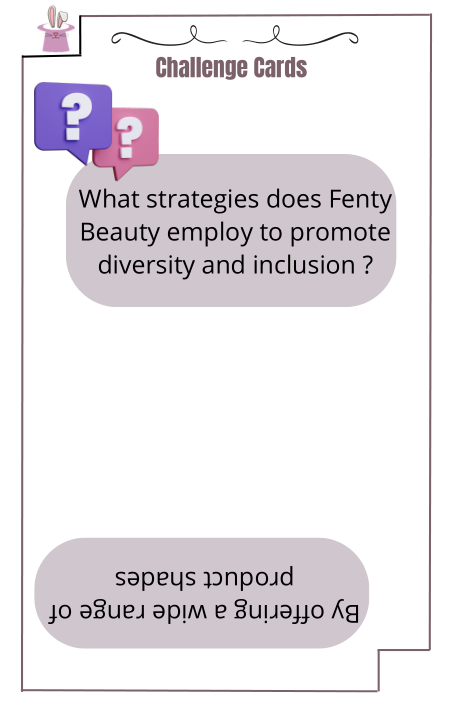 Challenge Cards
? ?
What strategies does Fenty
Beauty employ to promote
diversity and inclusion ?
By offering a wide range of
product shades